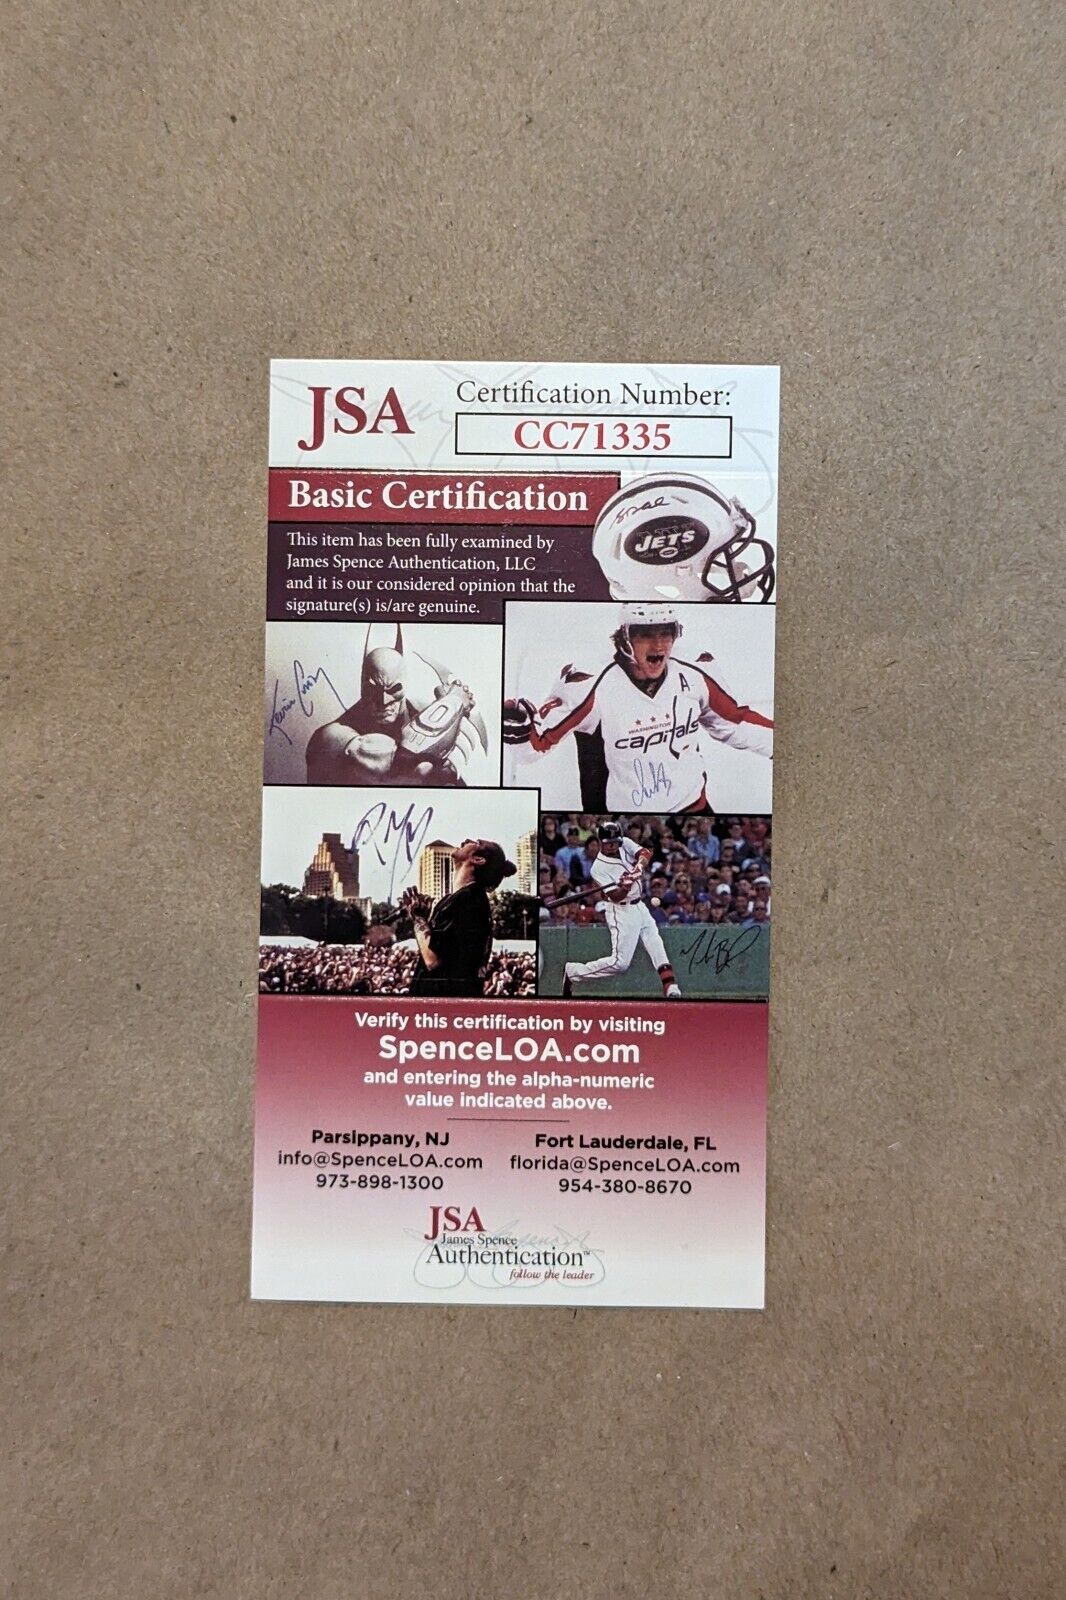 JSA
Certification Number:
CC71335
Basic Certification
This item has been fully examined by
James Spence Authentication, LLC
and it is our considered opinion that the
signature(s) is/are genuine.
JETS
A
8
WASHINGTON
capitals
Verify this certification by visiting
SpenceLOA.com
and entering the alpha-numeric
value indicated above.
Parsippany, NJ
info@SpenceLOA.com
973-898-1300
Fort Lauderdale, FL
florida@SpenceLOA.com
954-380-8670
JSA
James Spence
Authentication™
follow the leader